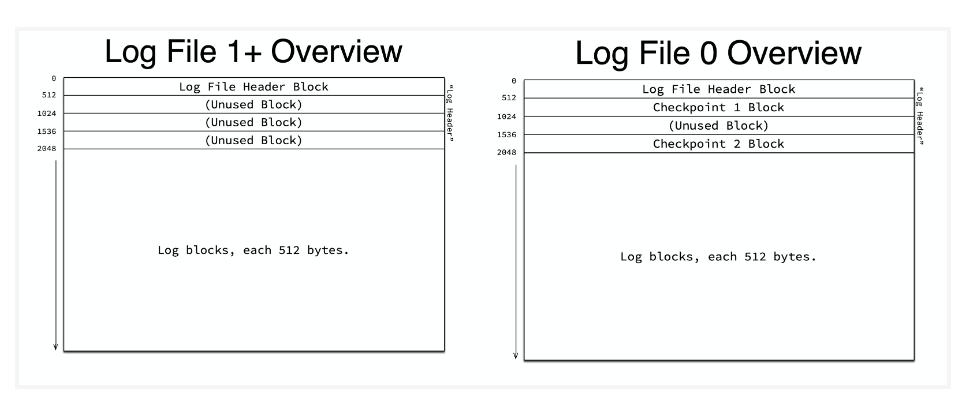 Log File 1+ Overview
0
Log File Header Block
512
(Unused Block)
1024
(Unused Block)
1536
(Unused Block)
2048
"Log Header"
Log blocks, each 512 bytes.
Log File 0 Overview
0
Log File Header Block
512
Checkpoint 1 Block
1024
(Unused Block)
1536
Checkpoint 2 Block
2048
"Log Header"
Log blocks, each 512 bytes.